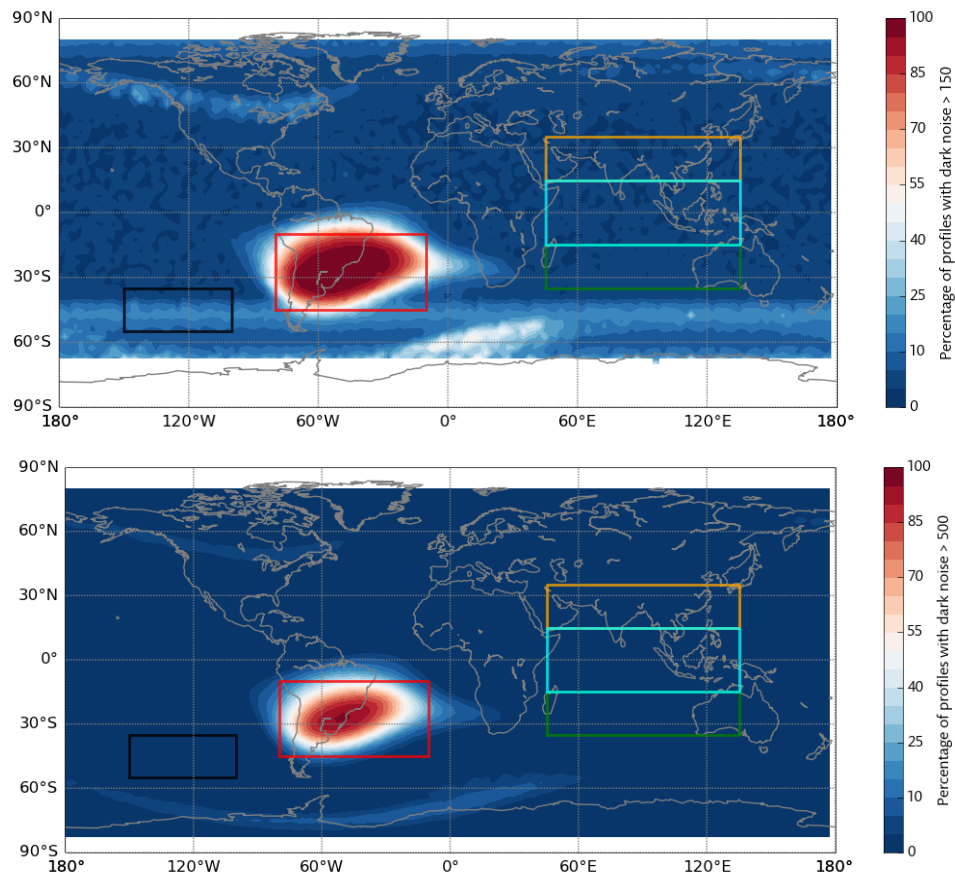 90°N
60°N
30°N
0°
30°S
60°S
90°S
180°
120°W
60°W
0°
60°E
120°E
180°
100
85
70
55
40
25
10
0
Percentage of profiles with dark noise > 150
90°N
60°N
30°N
0°
30°S
60°S
90°S
180°
120°W
60°W
0°
60°E
120°E
180°
100
85
70
55
40
25
10
0
Percentage of profiles with dark noise > 500